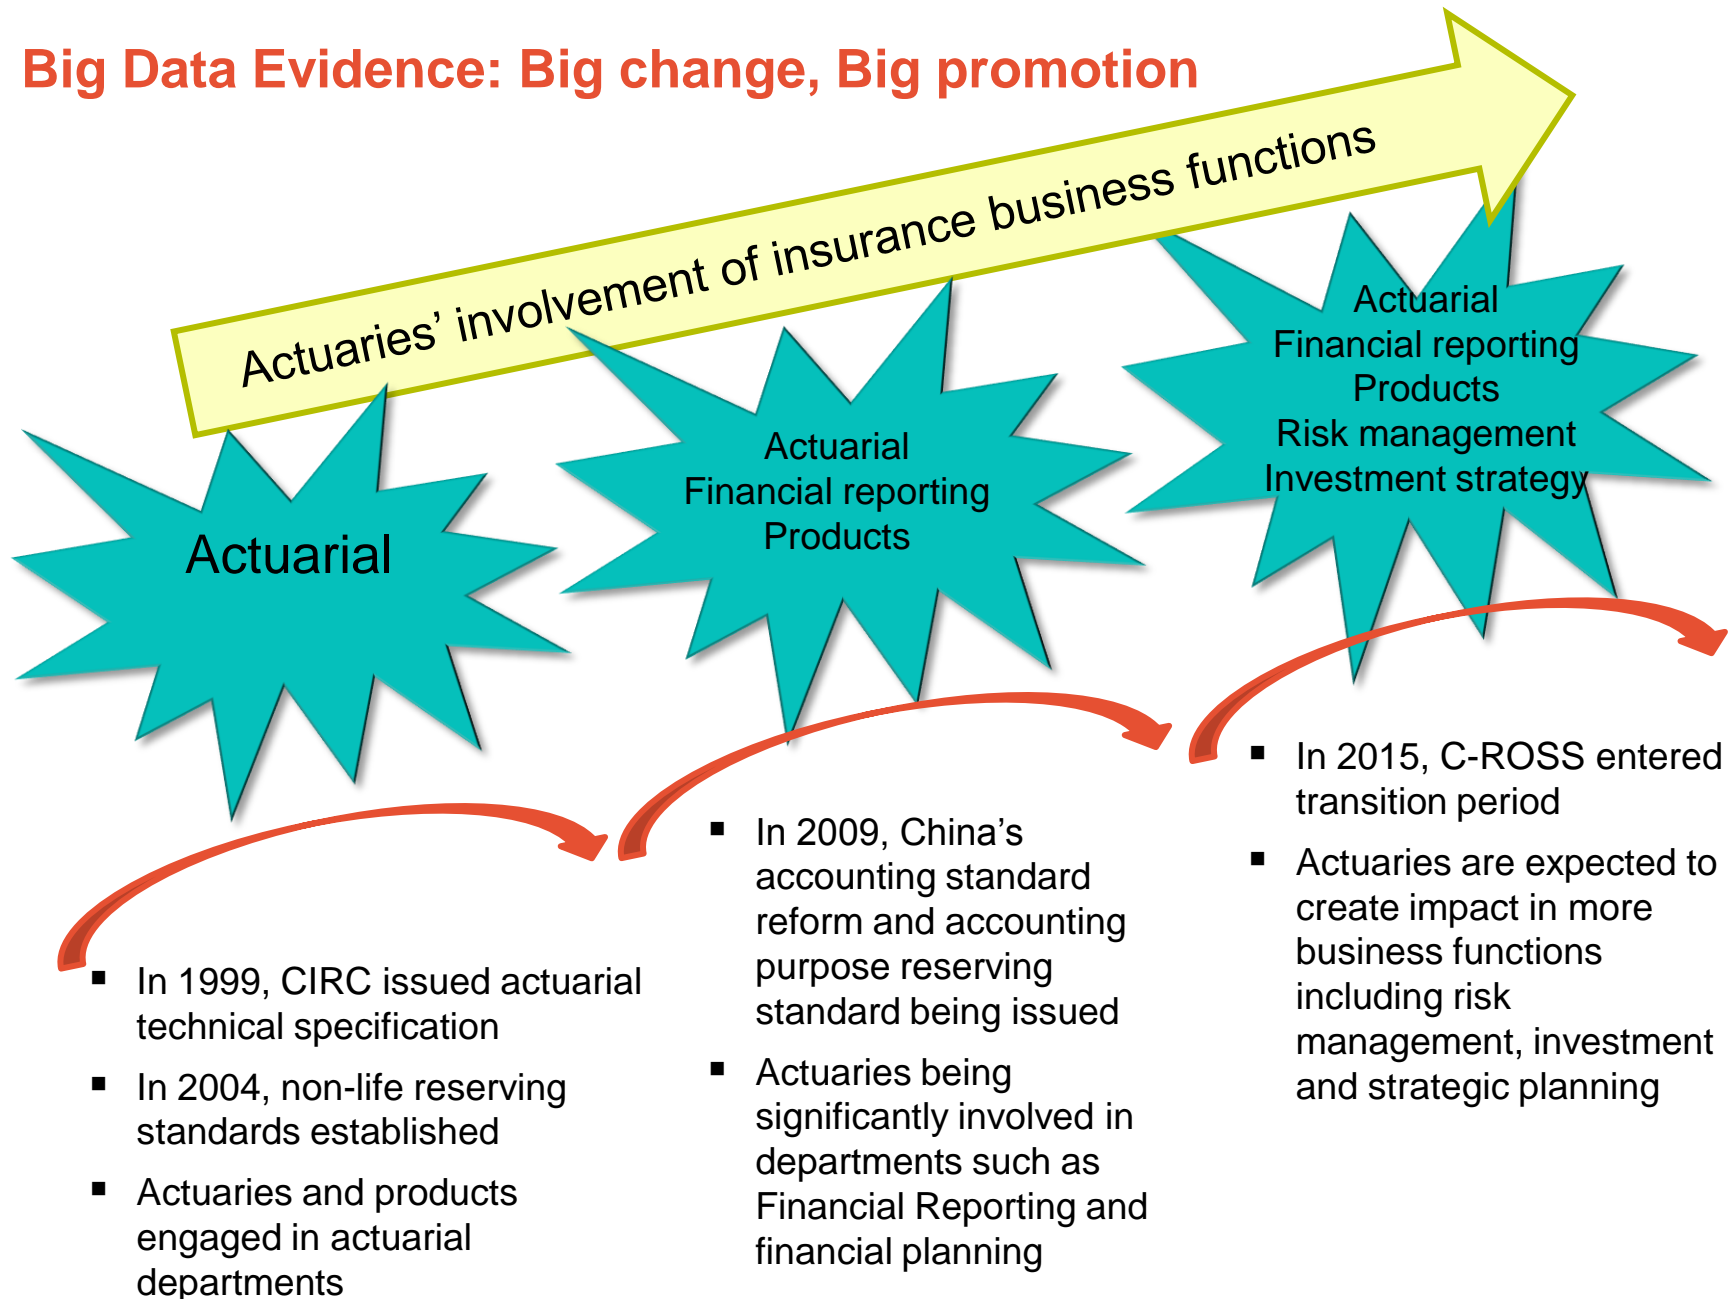 Big Data Evidence: Big change, Big promotion
Actuaries’ involvement of insurance business functions
Actuarial
Actuarial
Financial reporting
Products
Actuarial
Financial reporting
Products
Risk management
Investment strategy
▪ In 1999, CIRC issued actuarial
technical specification
▪ In 2004, non-life reserving
standards established
▪ Actuaries and products
engaged in actuarial
departments
▪ In 2009, China’s
accounting standard
reform and accounting
purpose reserving
standard being issued
▪ Actuaries being
significantly involved in
departments such as
Financial Reporting and
financial planning
▪ In 2015, C-ROSS entered
transition period
▪ Actuaries are expected to
create impact in more
business functions
including risk
management, investment
and strategic planning